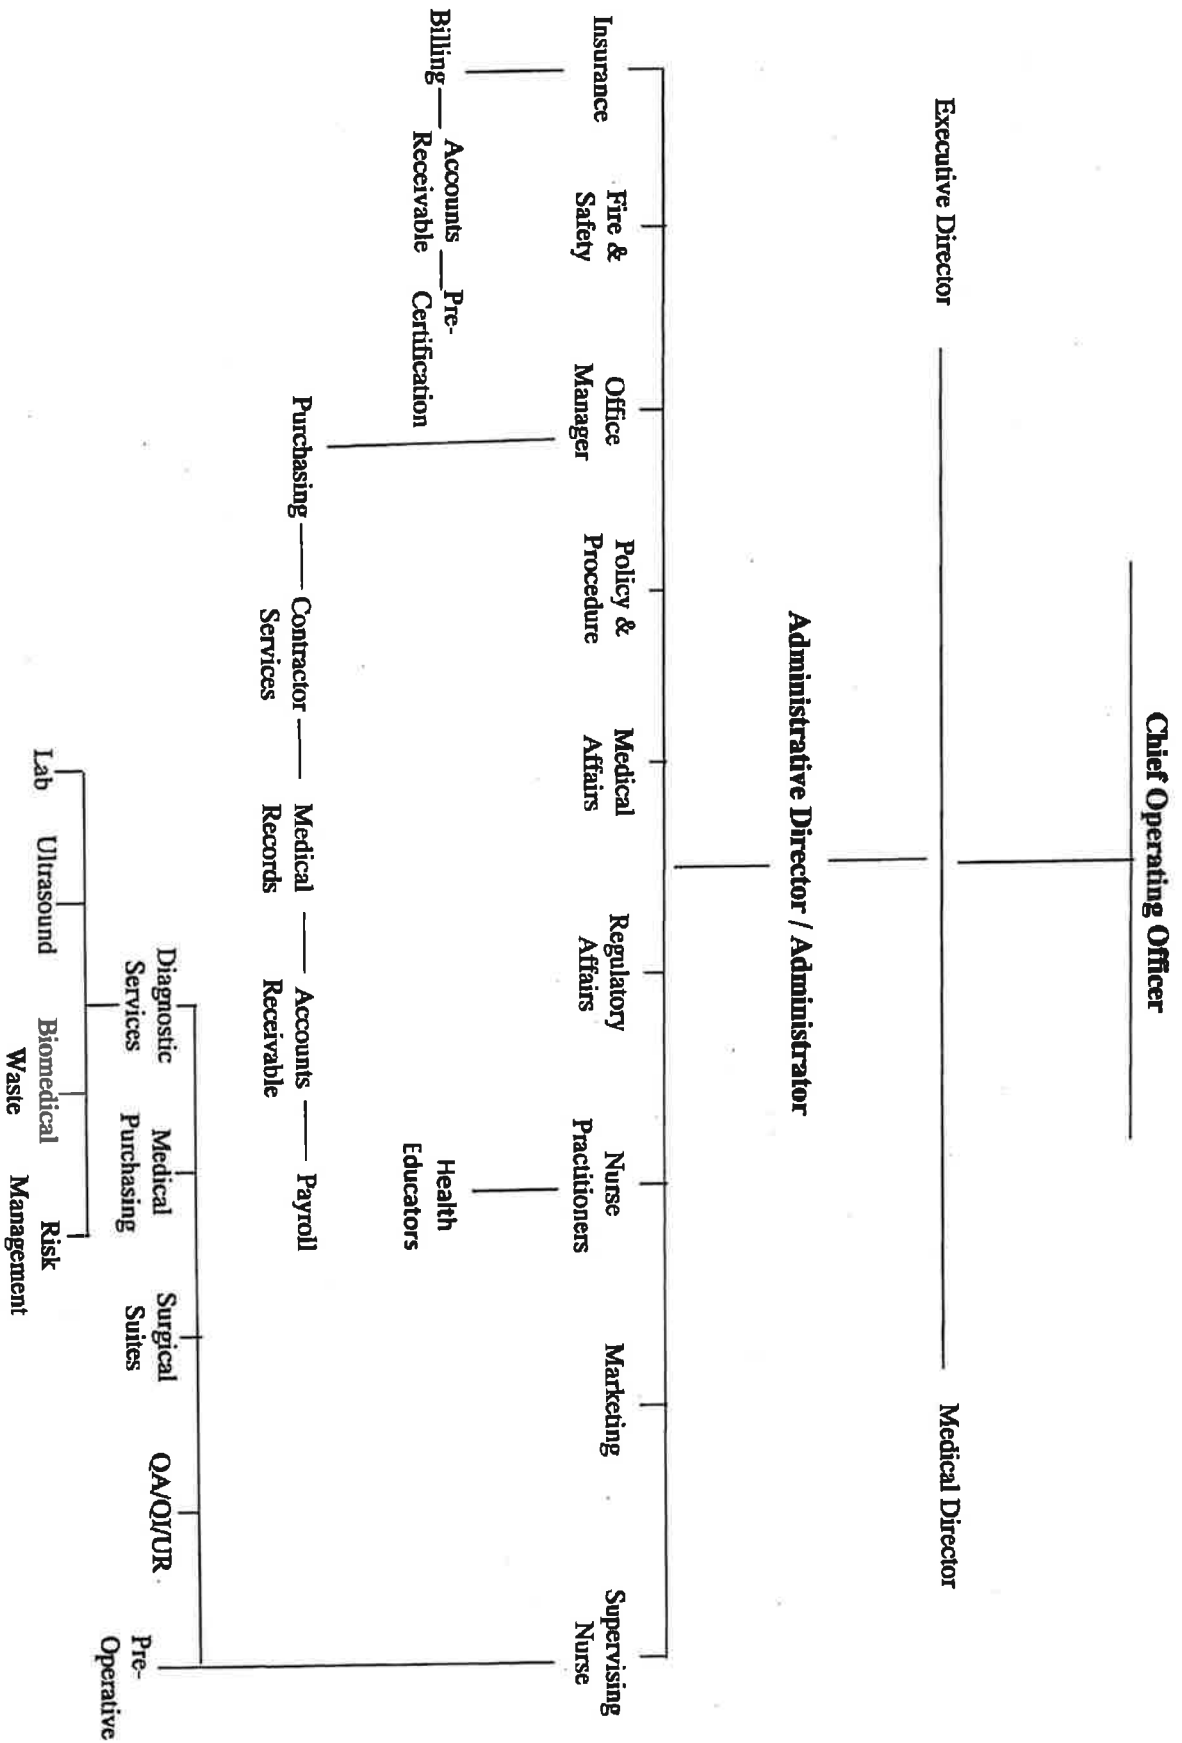 Chief Operating Officer
Executive Director
Medical Director
Administrative Director / Administrator
Insurance
Fire &
Safety
Office
Manager
Policy &
Procedure
Medical
Affairs
Regulatory
Affairs
Nurse
Practitioners
Marketing
Supervising
Nurse
Billing
Accounts
Receivable
Pre-
Certification
Health
Educators
Purchasing
Contractor
Services
Medical
Records
Accounts
Receivable
Payroll
Diagnostic
Services
Medical
Purchasing
Surgical
Suites
QA/QI/UR
Pre-
Operative
Lab
Ultrasound
Biomedical
Waste
Risk
Management